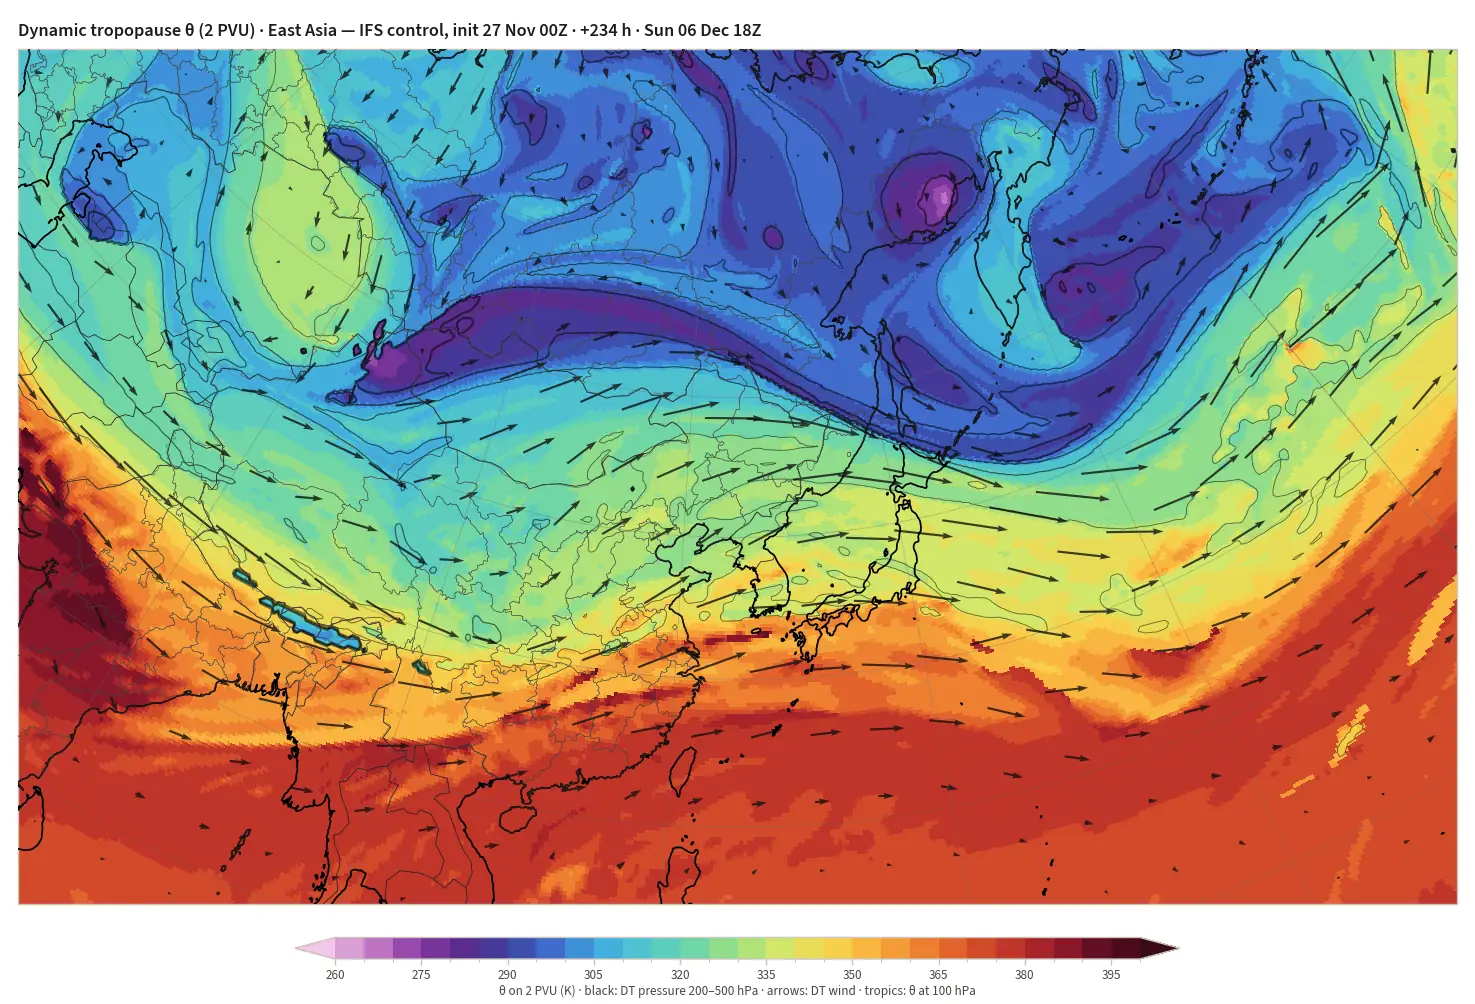 Dynamic tropopause θ (2 PVU) · East Asia — IFS control, init 27 Nov 00Z · +234 h · Sun 06 Dec 18Z
260 275 290 305 320 335 350 365 380 395
θ on 2 PVU (K) · black: DT pressure 200–500 hPa · arrows: DT wind · tropics: θ at 100 hPa